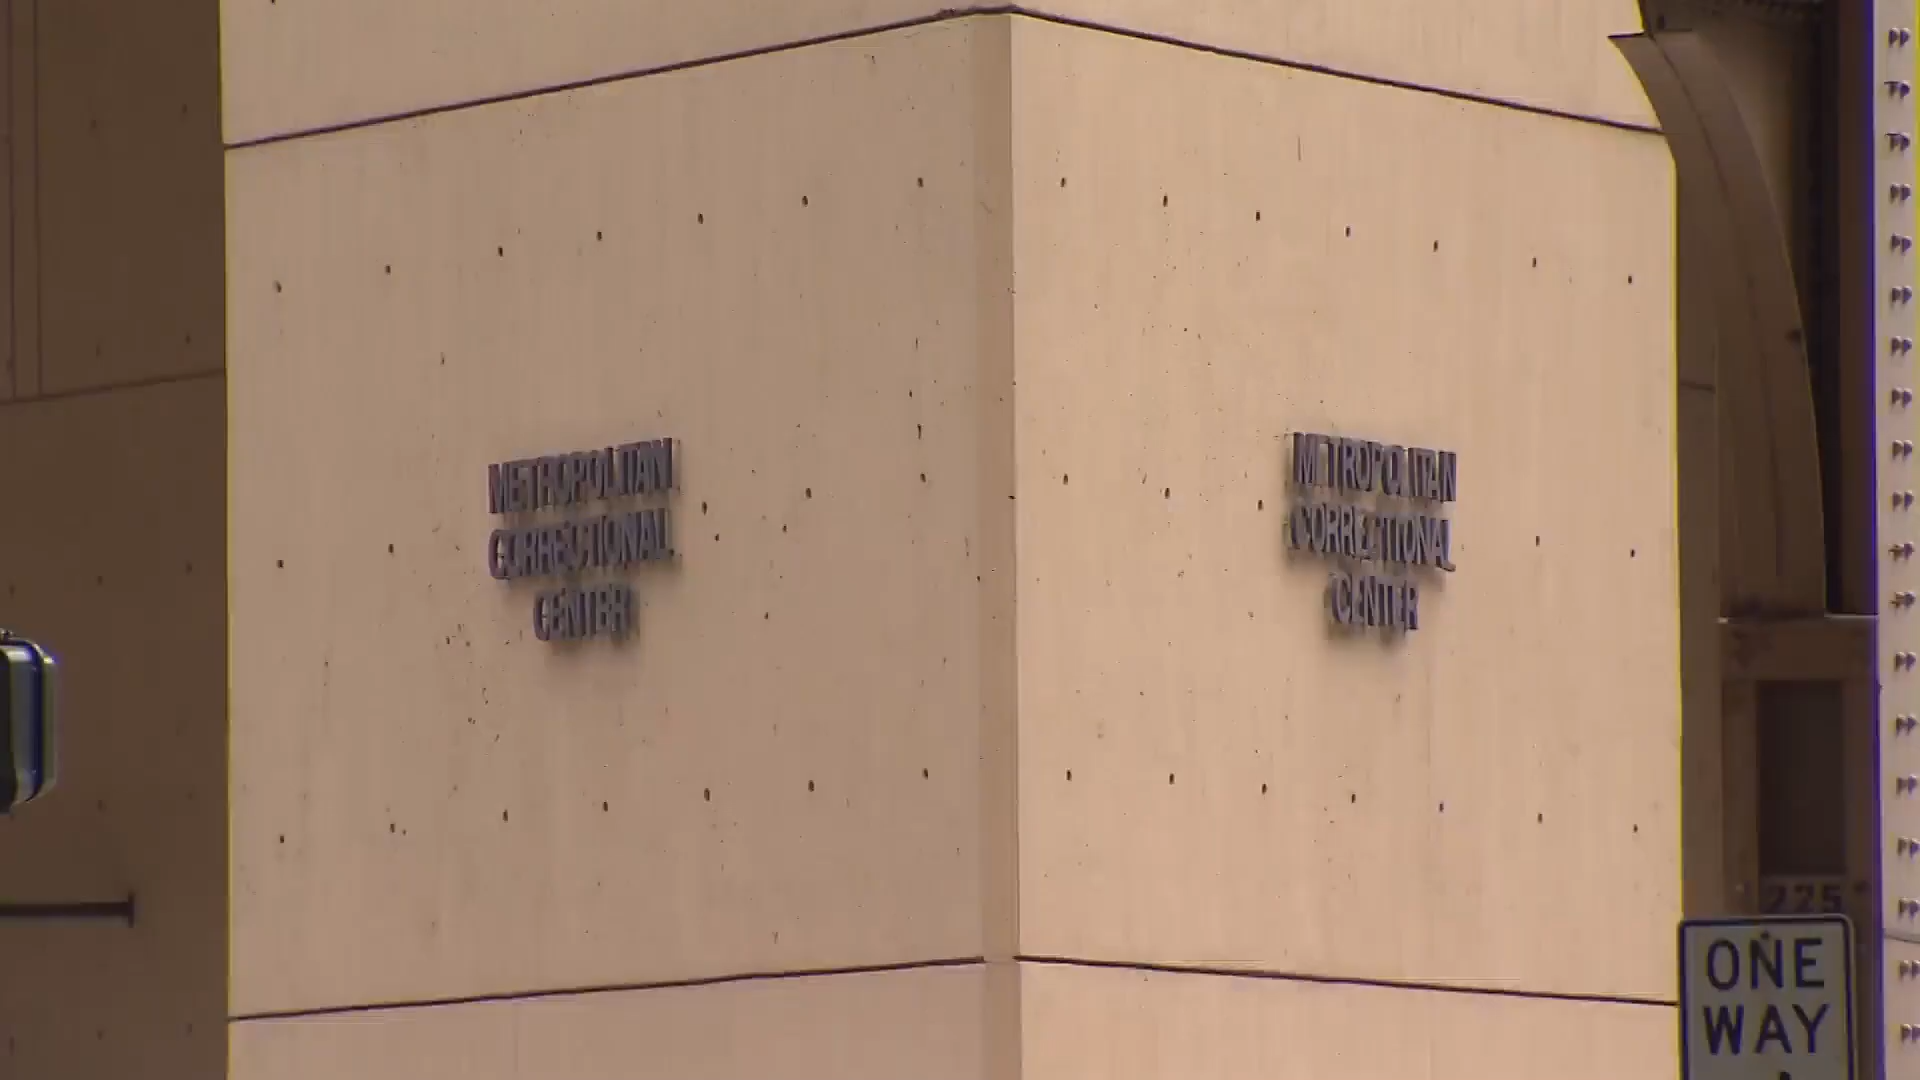 METROPOLITAN
CORRECTIONAL
CENTER
METROPOLITAN
CORRECTIONAL
CENTER
225
ONE
WAY